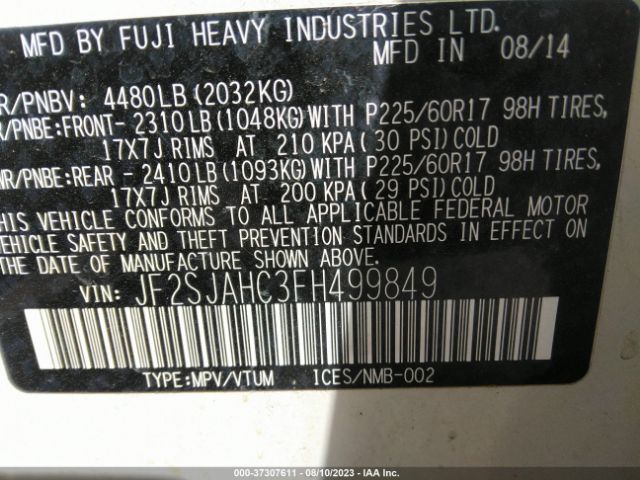 MFD BY FUJI HEAVY INDUSTRIES LTD.
MFD IN 08/14
R/PNBV: 4480LB(2032KG)
R/PNBE:FRONT- 2310LB(1048KG)WITH P225/60R17 98H TIRES,
17X7J RIMS AT 210 KPA(30 PSI)COLD
WR/PNBE:REAR - 2410LB(1093KG)WITH P225/60R17 98H TIRES,
17X7J RIMS AT 200 KPA(29 PSI)COLD
THIS VEHICLE CONFORMS TO ALL APPLICABLE FEDERAL MOTOR
VEHICLE SAFETY AND THEFT PREVENTION STANDARDS IN EFFECT ON
THE DATE OF MANUFACTURE SHOWN ABOVE.
VIN: JF2SJAHC3FH499849
TYPE:MPV/VTUM ICES/NMB-002
000-37307611 - 08/10/2023 - IAA Inc.